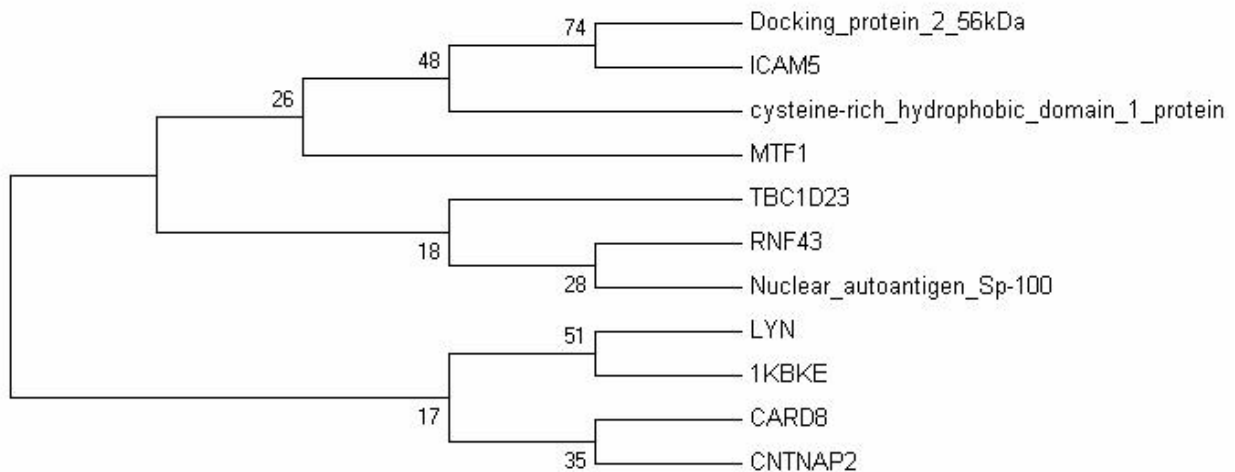 Docking_protein_2_56kDa
74
ICAM5
48
cysteine-rich_hydrophobic_domain_1_protein
26
MTF1
TBC1D23
18
RNF43
28
Nuclear_autoantigen_Sp-100
LYN
51
1KBKE
17
CARD8
35
CNTNAP2